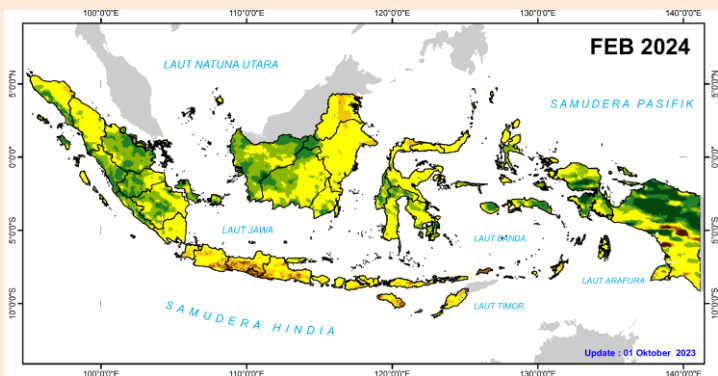 100°0'0"E 110°0'0"E 120°0'0"E 130°0'0"E 140°0'0"E
FEB 2024
LAUT NATUNA UTARA
5°0'0"N 5°0'0"N
SAMUDERA PASIFIK
0°0'0" 0°0'0"
LAUT JAWA
LAUT BANDA
5°0'0"S 5°0'0"S
LAUT ARAFURA
SAMUDERA HINDIA
LAUT TIMOR
10°0'0"S 10°0'0"S
Update : 01 Oktober 2023
100°0'0"E 110°0'0"E 120°0'0"E 130°0'0"E 140°0'0"E